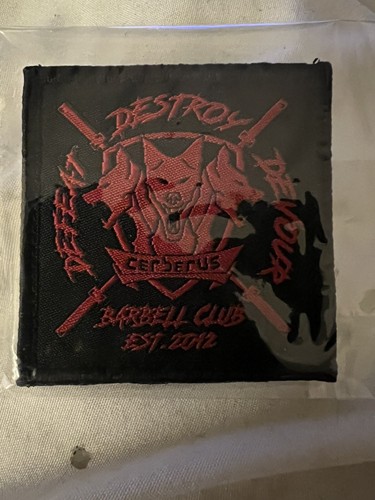 DEFEAT
DESTROY
DEVOUR
CERBERUS
BARBELL CLUB
EST. 2012